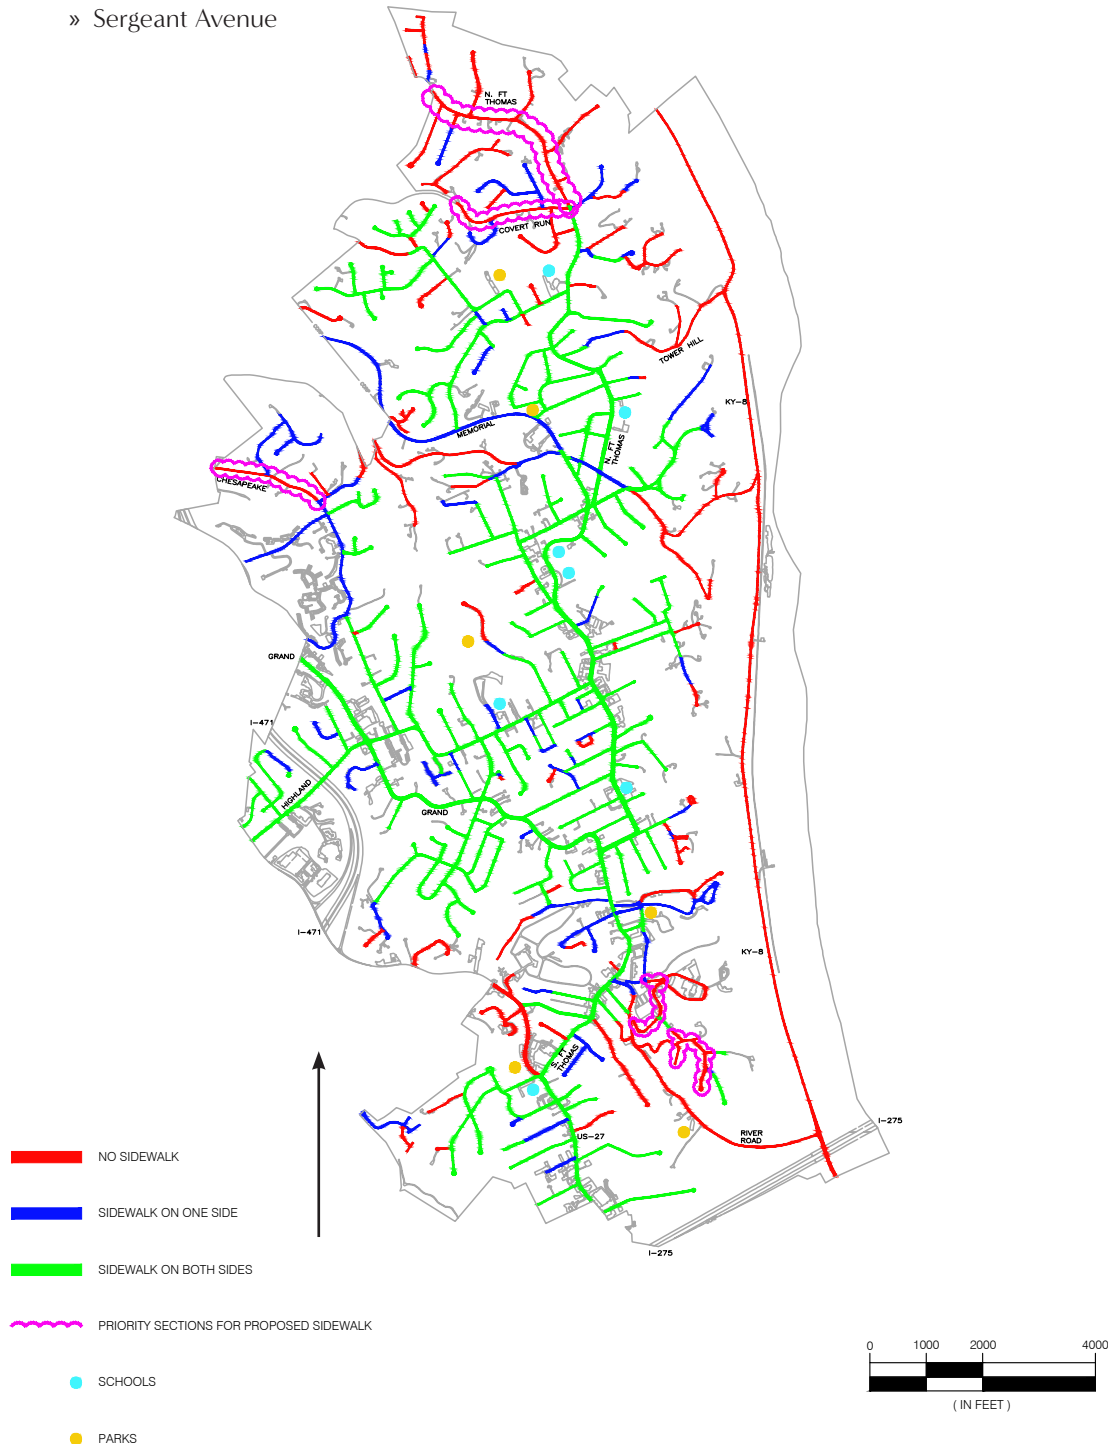 » Sergeant Avenue
N. FT
THOMAS
COVERT RUN
TOWER HILL
KY-8
MEMORIAL
N. FT
THOMAS
CHESAPEAKE
GRAND
I-471
HIGHLAND
GRAND
I-471
KY-8
S. FT
THOMAS
US-27
RIVER
ROAD
I-275
I-275
NO SIDEWALK
SIDEWALK ON ONE SIDE
SIDEWALK ON BOTH SIDES
PRIORITY SECTIONS FOR PROPOSED SIDEWALK
SCHOOLS
PARKS
0 1000 2000 4000
( IN FEET )